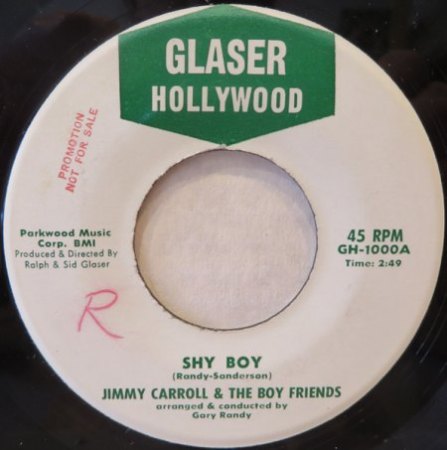 GLASER
HOLLYWOOD
PROMOTION
NOT FOR SALE
Parkwood Music
Corp. BMI
Produced & Directed By
Ralph & Sid Glaser
45 RPM
GH-1000A
Time: 2:49
R
SHY BOY
(Randy-Sanderson)
JIMMY CARROLL & THE BOY FRIENDS
arranged & conducted by
Gary Randy